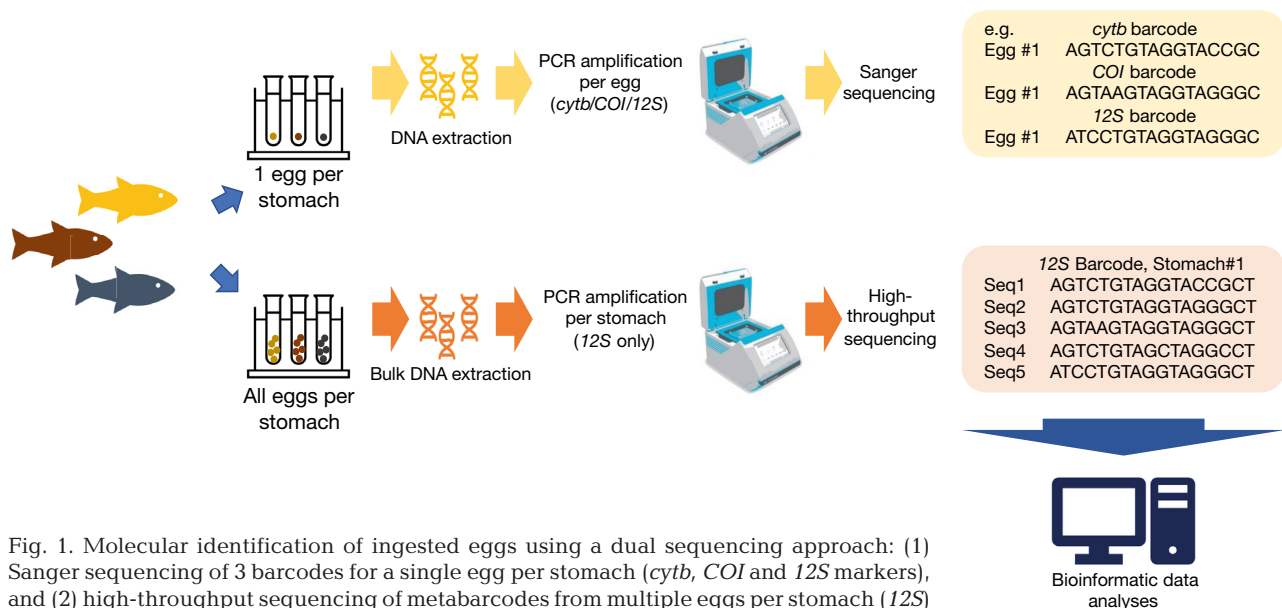 1 egg per
stomach
DNA extraction
PCR amplification
per egg
(cytb/COI/12S)
Sanger
sequencing
e.g. cytb barcode
Egg #1 AGTCTGTAGGTACCGC
COI barcode
Egg #1 AGTAAGTAGGTAGGGC
12S barcode
Egg #1 ATCCTGTAGGTAGGGC
All eggs per
stomach
Bulk DNA extraction
PCR amplification
per stomach
(12S only)
High-
throughput
sequencing
12S Barcode, Stomach#1
Seq1 AGTCTGTAGGTACCGCT
Seq2 AGTCTGTAGGTAGGGCT
Seq3 AGTAAGTAGGTAGGGCT
Seq4 AGTCTGTAGCTAGGCCT
Seq5 ATCCTGTAGGTAGGGCT
Bioinformatic data
analyses
Fig. 1. Molecular identification of ingested eggs using a dual sequencing approach: (1)
Sanger sequencing of 3 barcodes for a single egg per stomach (cytb, COI and 12S markers),
and (2) high-throughput sequencing of metabarcodes from multiple eggs per stomach (12S)